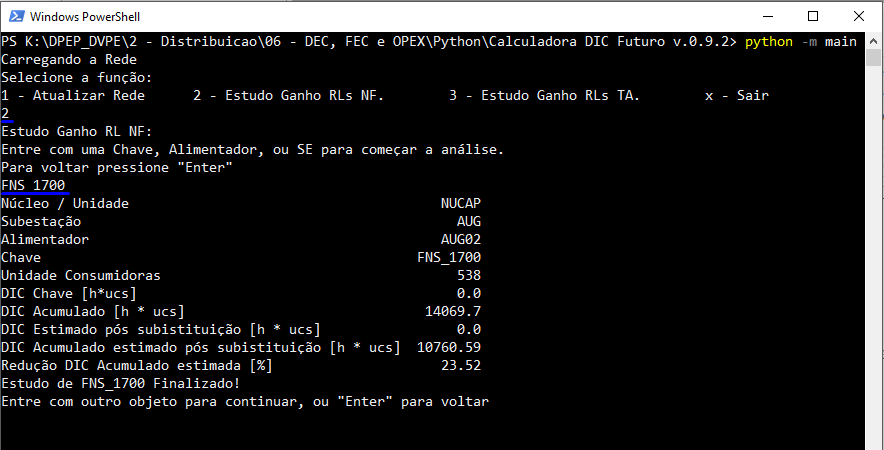 Windows PowerShell
PS K:\DPEP_DVPE\2 - Distribuicao\06 - DEC, FEC e OPEX\Python\Calculadora DIC Futuro v.0.9.2> python -m main
Carregando a Rede
Selecione a função:
1 - Atualizar Rede      2 - Estudo Ganho RLs NF.        3 - Estudo Ganho RLs TA.        x - Sair
2
Estudo Ganho RL NF:
Entre com uma Chave, Alimentador, ou SE para começar a análise.
Para voltar pressione "Enter"
FNS_1700
Núcleo / Unidade                                       NUCAP
Subestação                                               AUG
Alimentador                                            AUG02
Chave                                               FNS_1700
Unidade Consumidoras                                     538
DIC Chave [h*ucs]                                        0.0
DIC Acumulado [h * ucs]                              14069.7
DIC Estimado pós subistituição [h * ucs]                 0.0
DIC Acumulado estimado pós subistituição [h * ucs]  10760.59
Redução DIC Acumulado estimada [%]                     23.52
Estudo de FNS_1700 Finalizado!
Entre com outro objeto para continuar, ou "Enter" para voltar